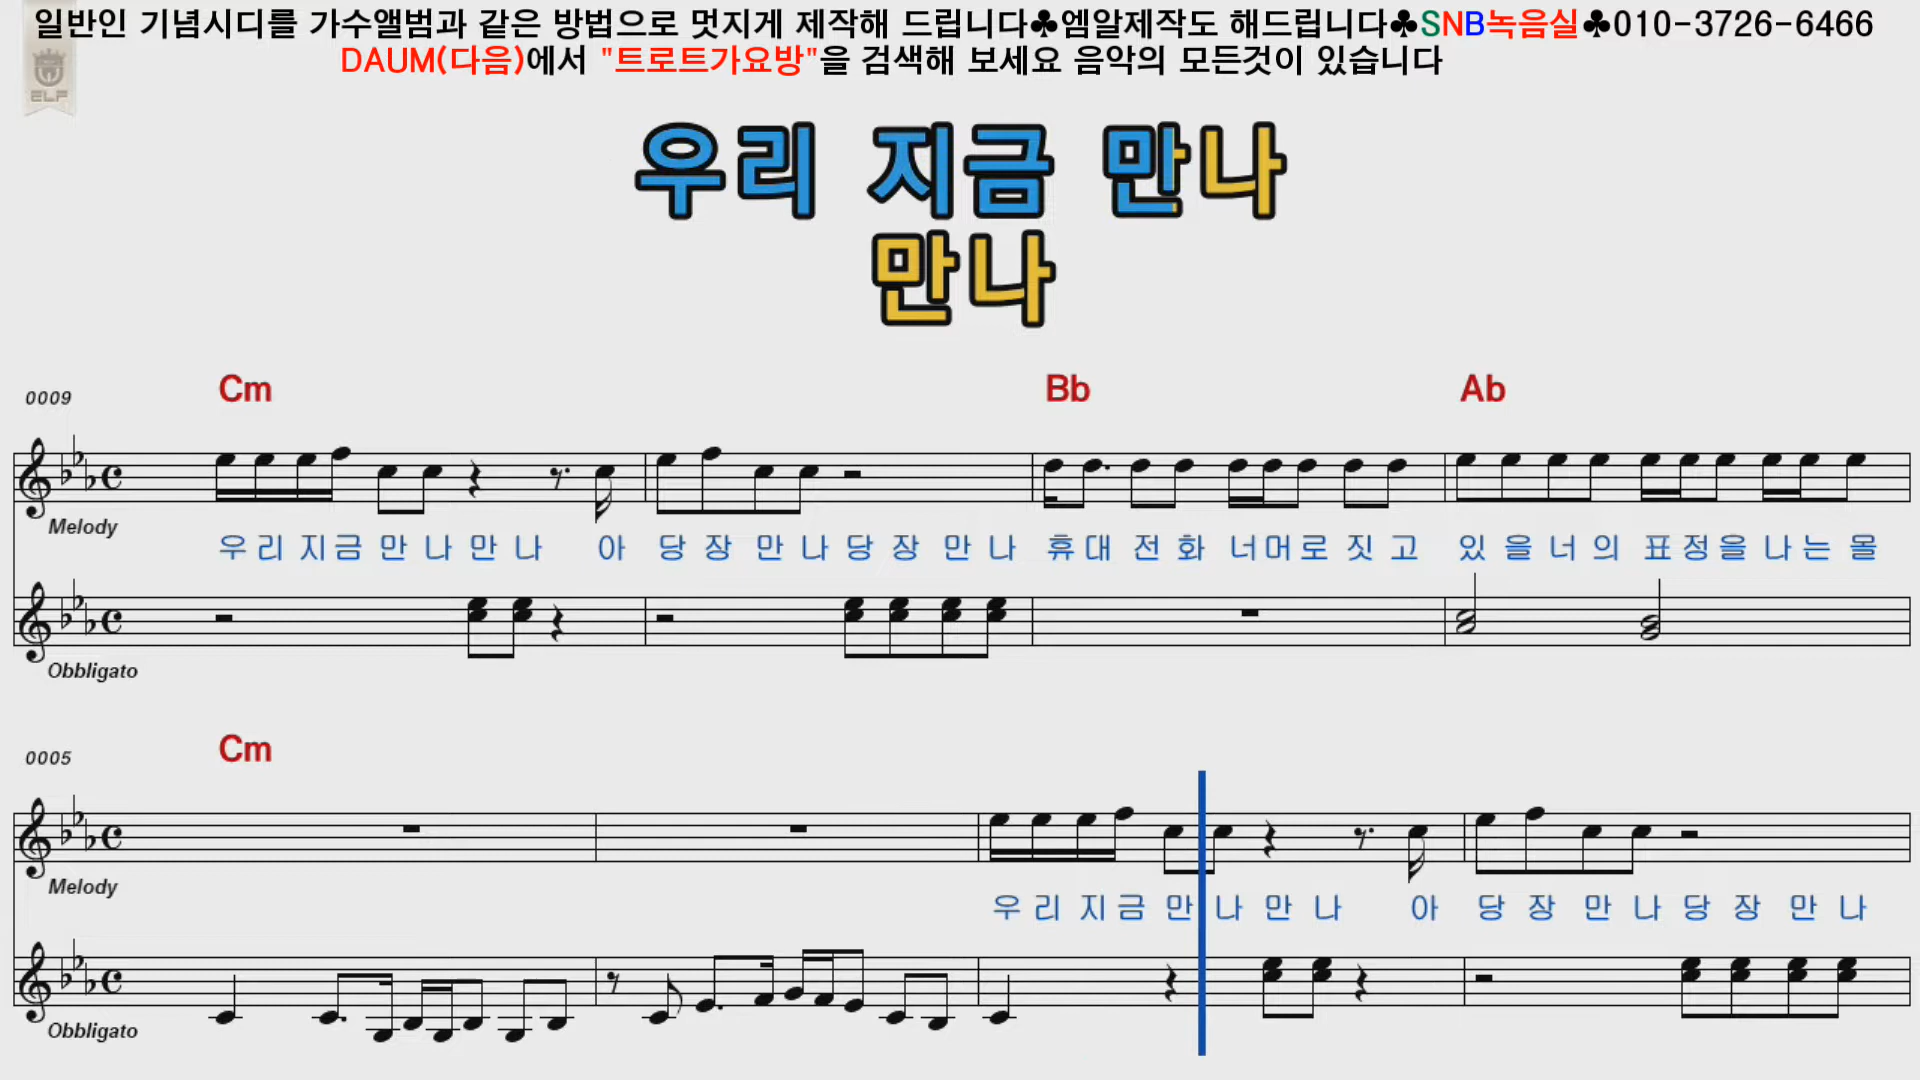 일반인 기념시디를 가수앨범과 같은 방법으로 멋지게 제작해 드립니다♣엠알제작도 해드립니다♣SNB녹음실♣010-3726-6466
DAUM(다음)에서 "트로트가요방"을 검색해 보세요 음악의 모든것이 있습니다
ELF
우리 지금 만나
만나
0009 Cm Bb Ab
Melody
우리 지금 만 나 만 나 아 당 장 만 나 당 장 만 나 휴대 전 화 너머로 짓 고 있 을 너 의 표 정 을 나 는 몰
Obbligato
0005 Cm
Melody
우 리 지 금 만 나 만 나 아 당 장 만 나 당 장 만 나
Obbligato